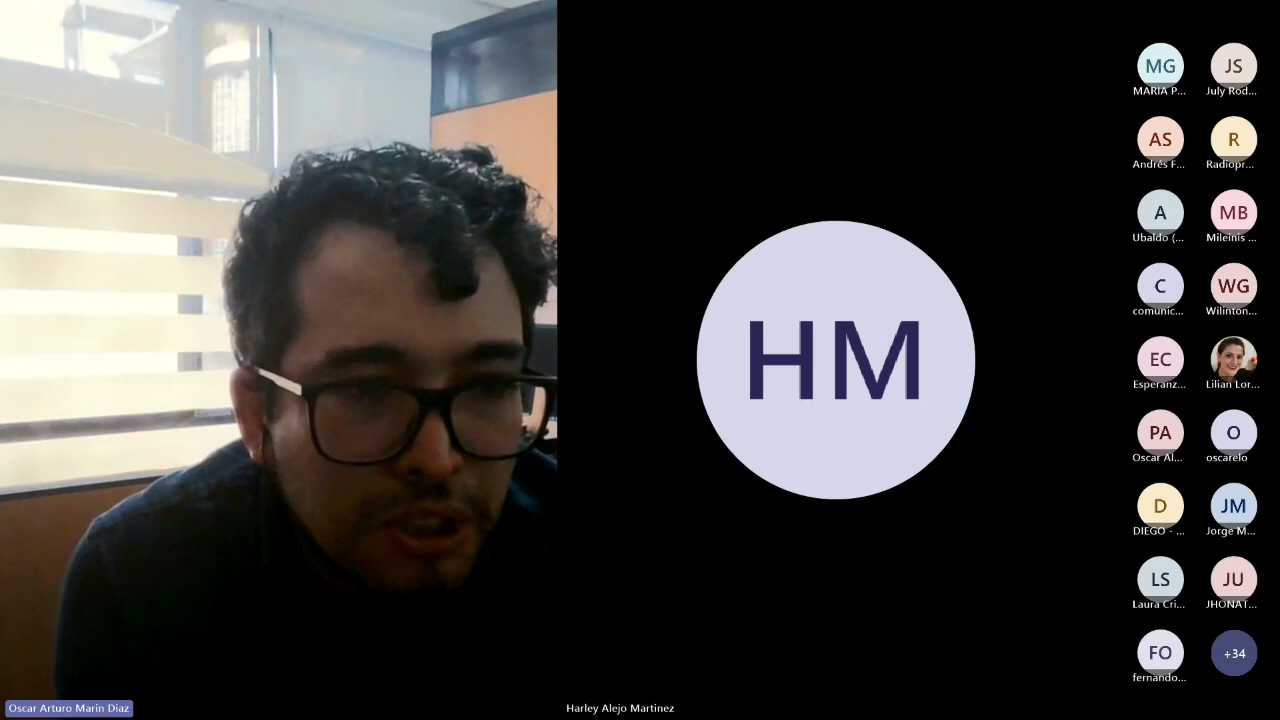 MG
MARIA P...
JS
July Rod...
AS
Andrés F...
R
Radiopr...
A
Ubaldo (...
MB
Mileinis ...
C
comunic...
WG
Wilinton...
EC
Esperanz...
Lilian Lor...
PA
Oscar Al...
O
oscarelo
D
DIEGO - ...
JM
Jorge M...
LS
Laura Cri...
JU
JHONAT...
FO
fernando...
+34
HM
Oscar Arturo Marin Diaz
Harley Alejo Martinez